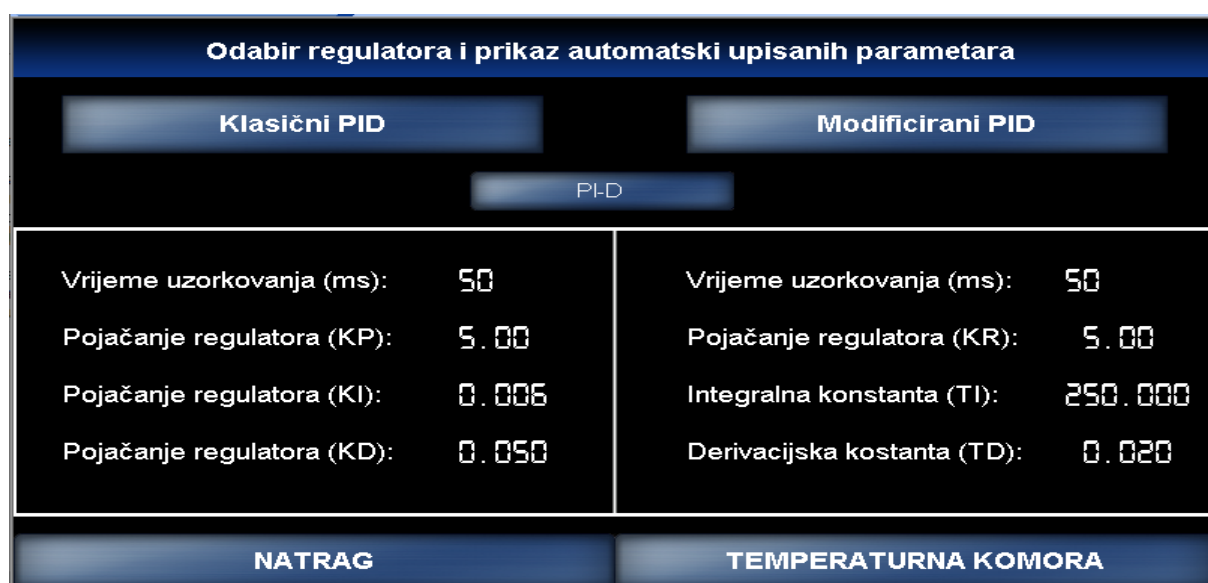 Odabir regulatora i prikaz automatski upisanih parametara
Klasični PID
Modificirani PID
PI-D
Vrijeme uzorkovanja (ms): 50
Pojačanje regulatora (KP): 5.00
Pojačanje regulatora (KI): 0.006
Pojačanje regulatora (KD): 0.050
Vrijeme uzorkovanja (ms): 50
Pojačanje regulatora (KR): 5.00
Integralna konstanta (TI): 250.000
Derivacijska kostanta (TD): 0.020
NATRAG
TEMPERATURNA KOMORA